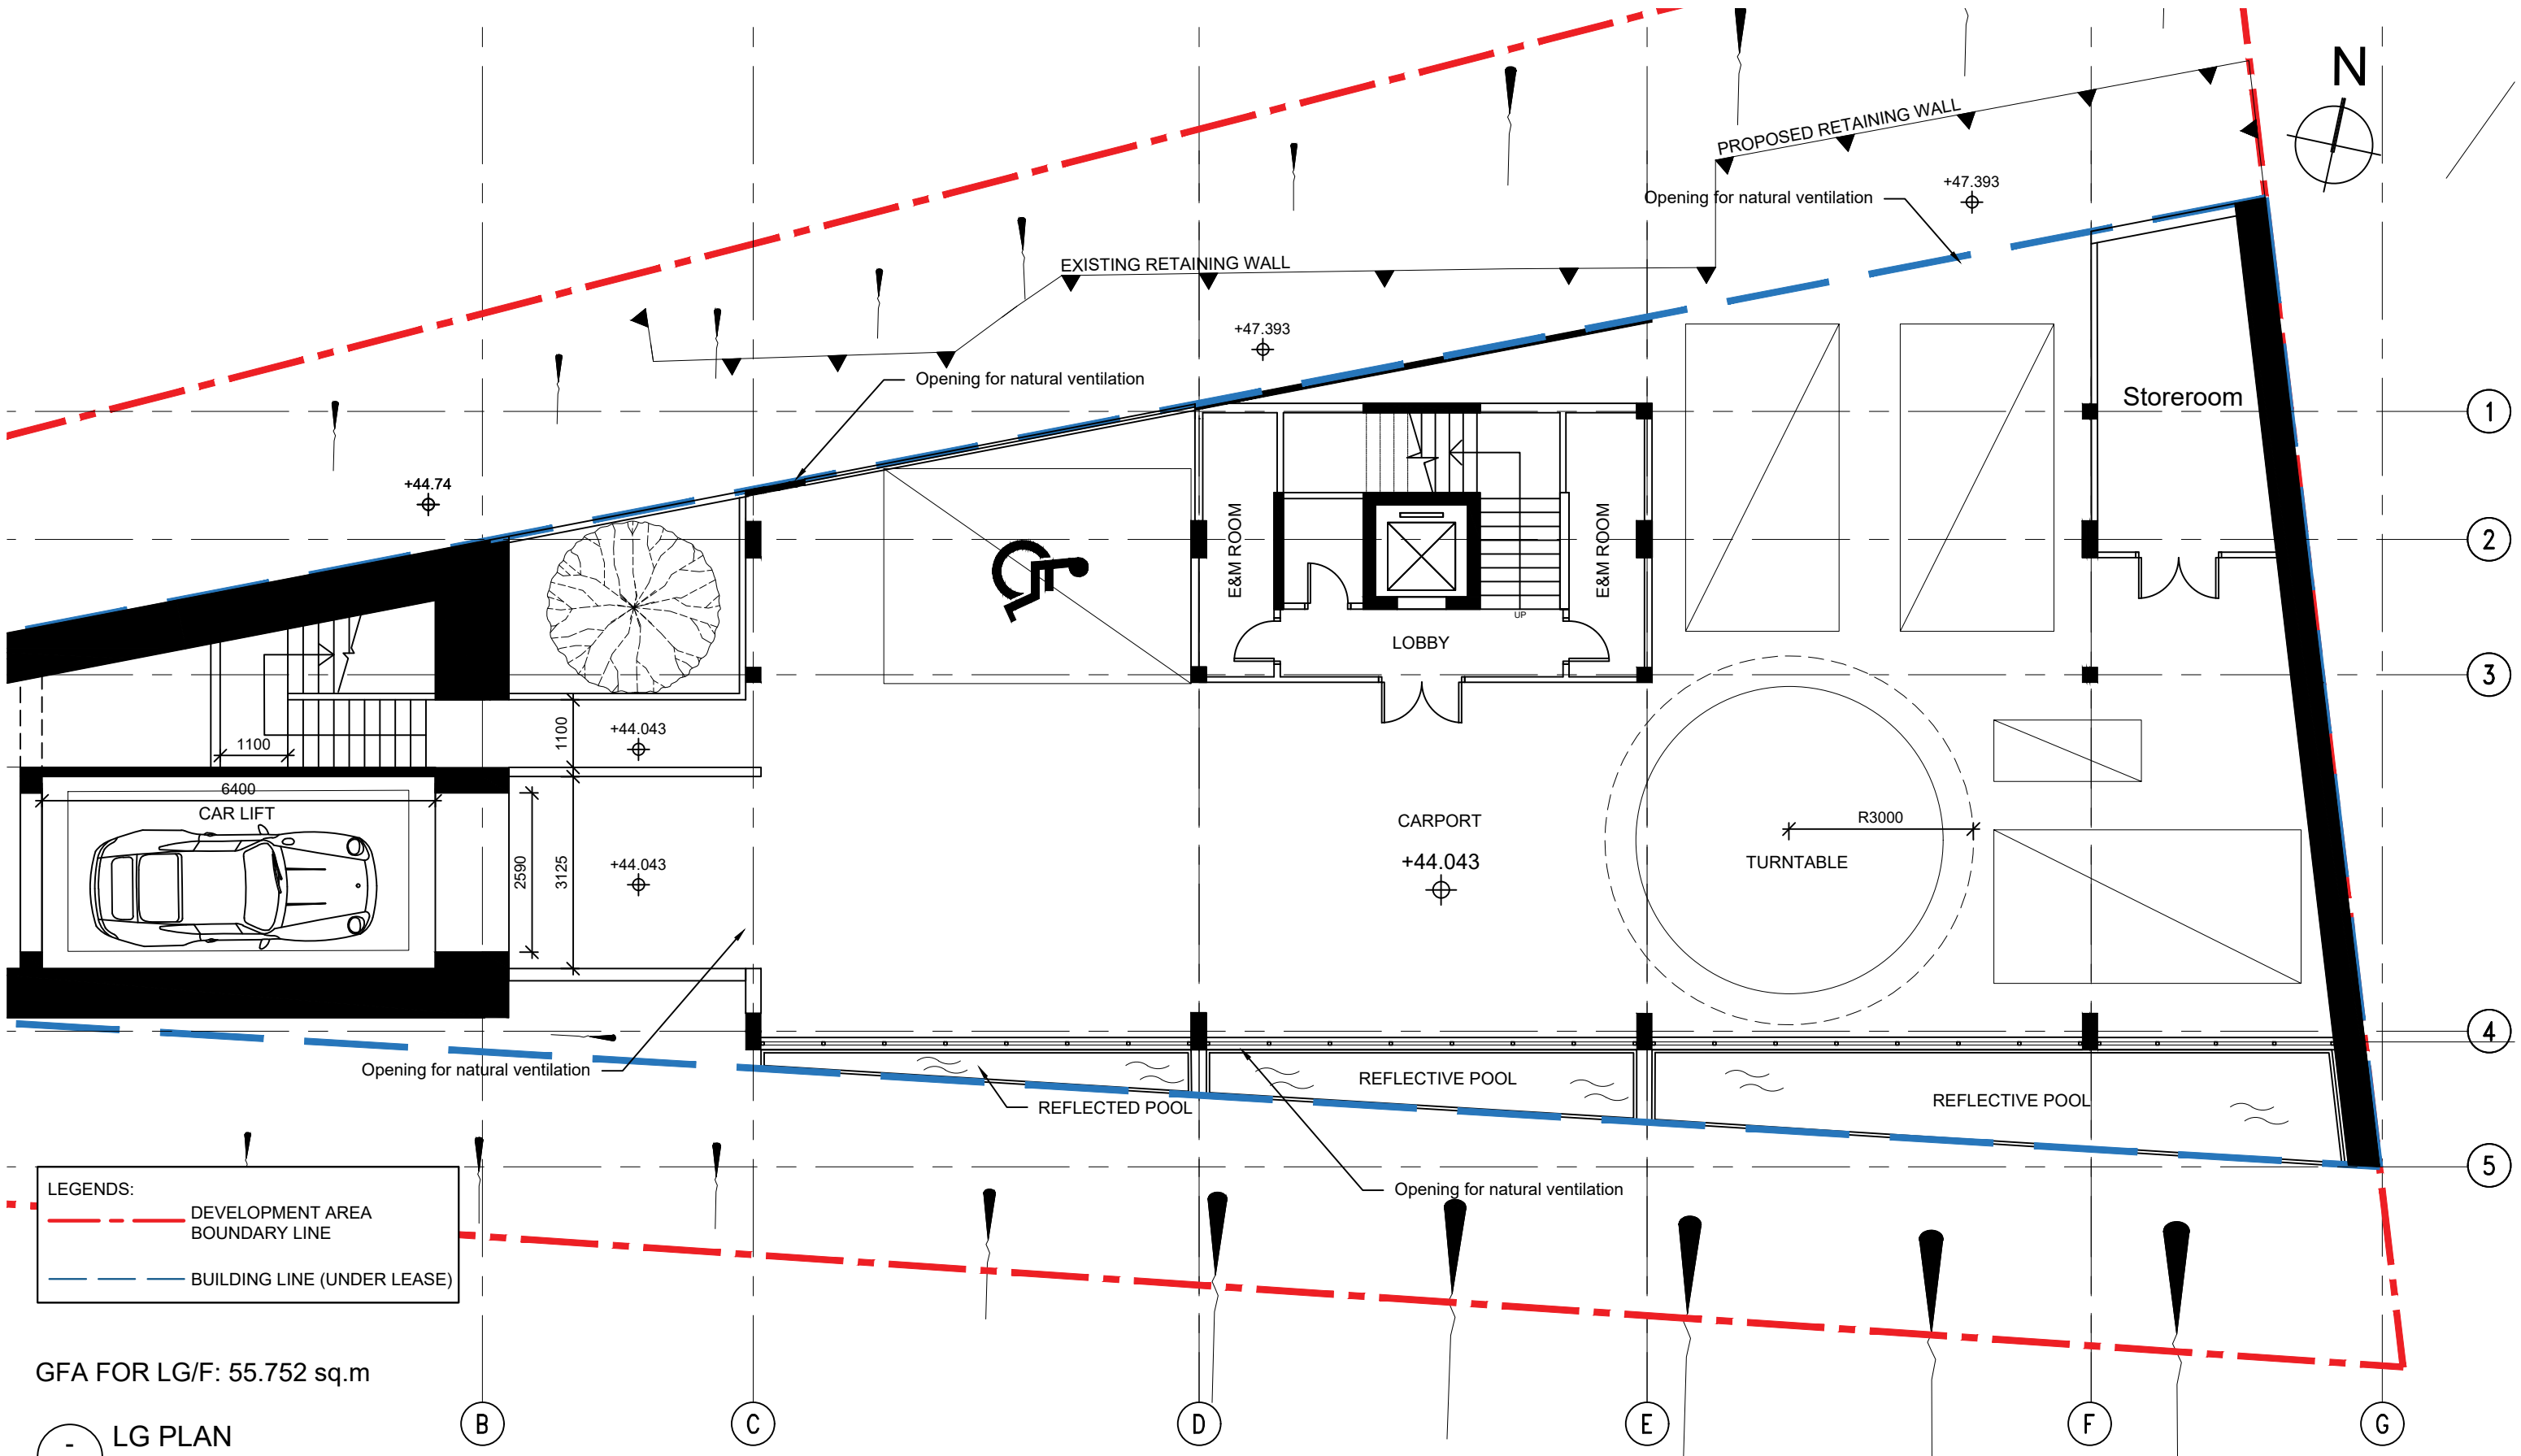 N
PROPOSED RETAINING WALL
+47.393
Opening for natural ventilation
EXISTING RETAINING WALL
+47.393
Opening for natural ventilation
Storeroom
1
+44.74
E&M ROOM
E&M ROOM
2
UP
LOBBY
3
1100
1100
+44.043
6400
CAR LIFT
2590
3125
+44.043
CARPORT
+44.043
R3000
TURNTABLE
4
Opening for natural ventilation
REFLECTED POOL
REFLECTIVE POOL
REFLECTIVE POOL
5
Opening for natural ventilation
LEGENDS:
DEVELOPMENT AREA
BOUNDARY LINE
BUILDING LINE (UNDER LEASE)
GFA FOR LG/F: 55.752 sq.m
B
C
D
E
F
G
-
LG PLAN